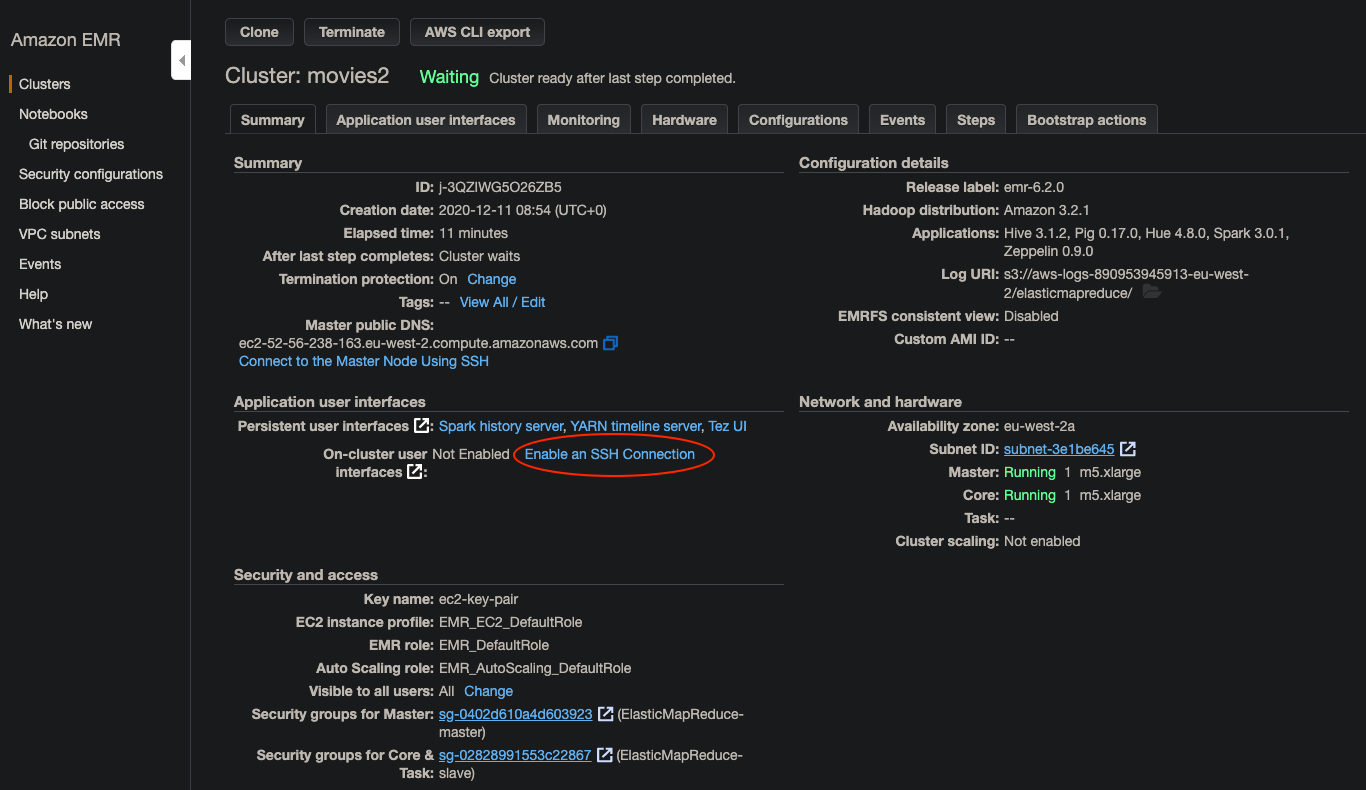 Amazon EMR
Clusters
Notebooks
Git repositories
Security configurations
Block public access
VPC subnets
Events
Help
What's new
Clone Terminate AWS CLI export
Cluster: movies2 Waiting Cluster ready after last step completed.
Summary Application user interfaces Monitoring Hardware Configurations Events Steps Bootstrap actions
Summary
ID: j-3QZIWG5O26ZB5
Creation date: 2020-12-11 08:54 (UTC+0)
Elapsed time: 11 minutes
After last step completes: Cluster waits
Termination protection: On Change
Tags: -- View All / Edit
Master public DNS:
ec2-52-56-238-163.eu-west-2.compute.amazonaws.com
Connect to the Master Node Using SSH
Configuration details
Release label: emr-6.2.0
Hadoop distribution: Amazon 3.2.1
Applications: Hive 3.1.2, Pig 0.17.0, Hue 4.8.0, Spark 3.0.1,
Zeppelin 0.9.0
Log URI: s3://aws-logs-890953945913-eu-west-
2/elasticmapreduce/
EMRFS consistent view: Disabled
Custom AMI ID: --
Application user interfaces
Persistent user interfaces : Spark history server, YARN timeline server, Tez UI
On-cluster user Not Enabled Enable an SSH Connection
interfaces :
Network and hardware
Availability zone: eu-west-2a
Subnet ID: subnet-3e1be645
Master: Running 1 m5.xlarge
Core: Running 1 m5.xlarge
Task: --
Cluster scaling: Not enabled
Security and access
Key name: ec2-key-pair
EC2 instance profile: EMR_EC2_DefaultRole
EMR role: EMR_DefaultRole
Auto Scaling role: EMR_AutoScaling_DefaultRole
Visible to all users: All Change
Security groups for Master: sg-0402d610a4d603923 (ElasticMapReduce-
master)
Security groups for Core & sg-02828991553c22867 (ElasticMapReduce-
Task: slave)